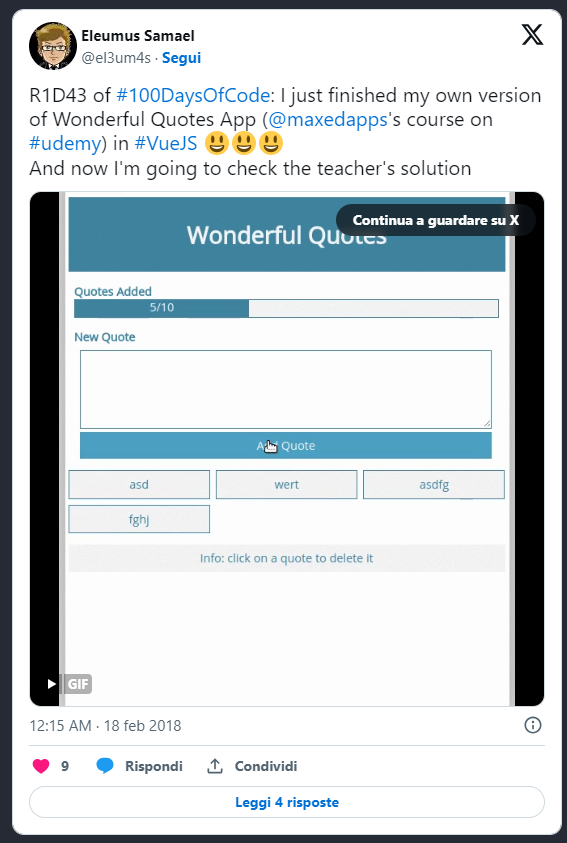 Eleumus Samael
@el3um4s · Segui
R1D43 of #100DaysOfCode: I just finished my own version
of Wonderful Quotes App (@maxedapps's course on
#udemy) in #VueJS 😃😃😃
And now I'm going to check the teacher's solution
Continua a guardare su X
Wonderful Quotes
Quotes Added
5/10
New Quote
Add Quote
asd wert asdfg
fghj
Info: click on a quote to delete it
GIF
12:15 AM · 18 feb 2018
9 Rispondi Condividi
Leggi 4 risposte